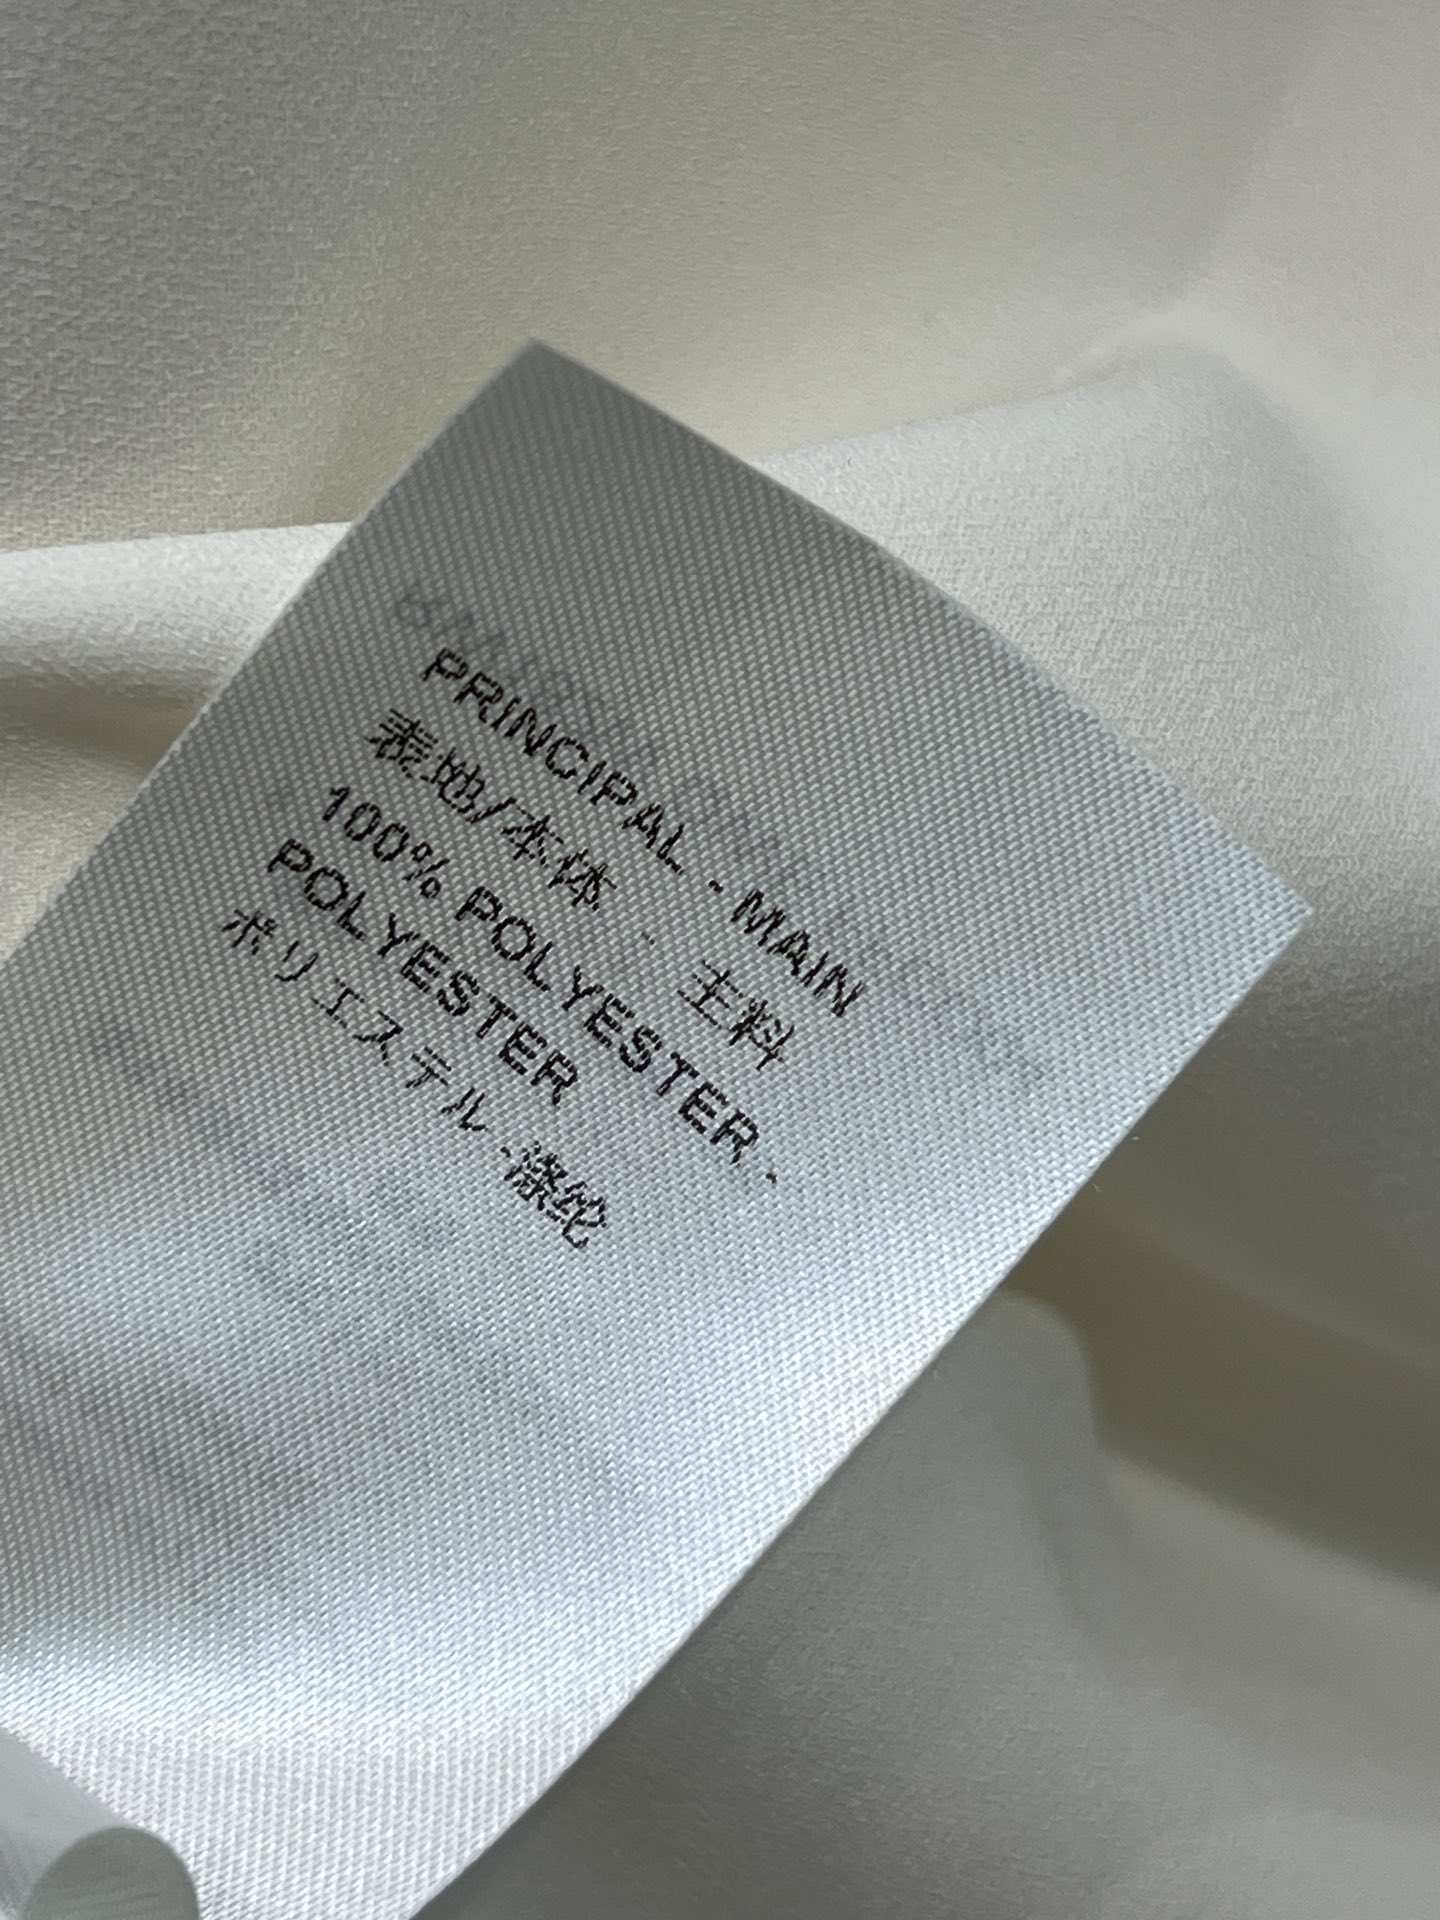 PRINCIPAL - MAIN
表地/本体 - 主料
100% POLYESTER -
POLYESTER
ポリエステル -涤纶